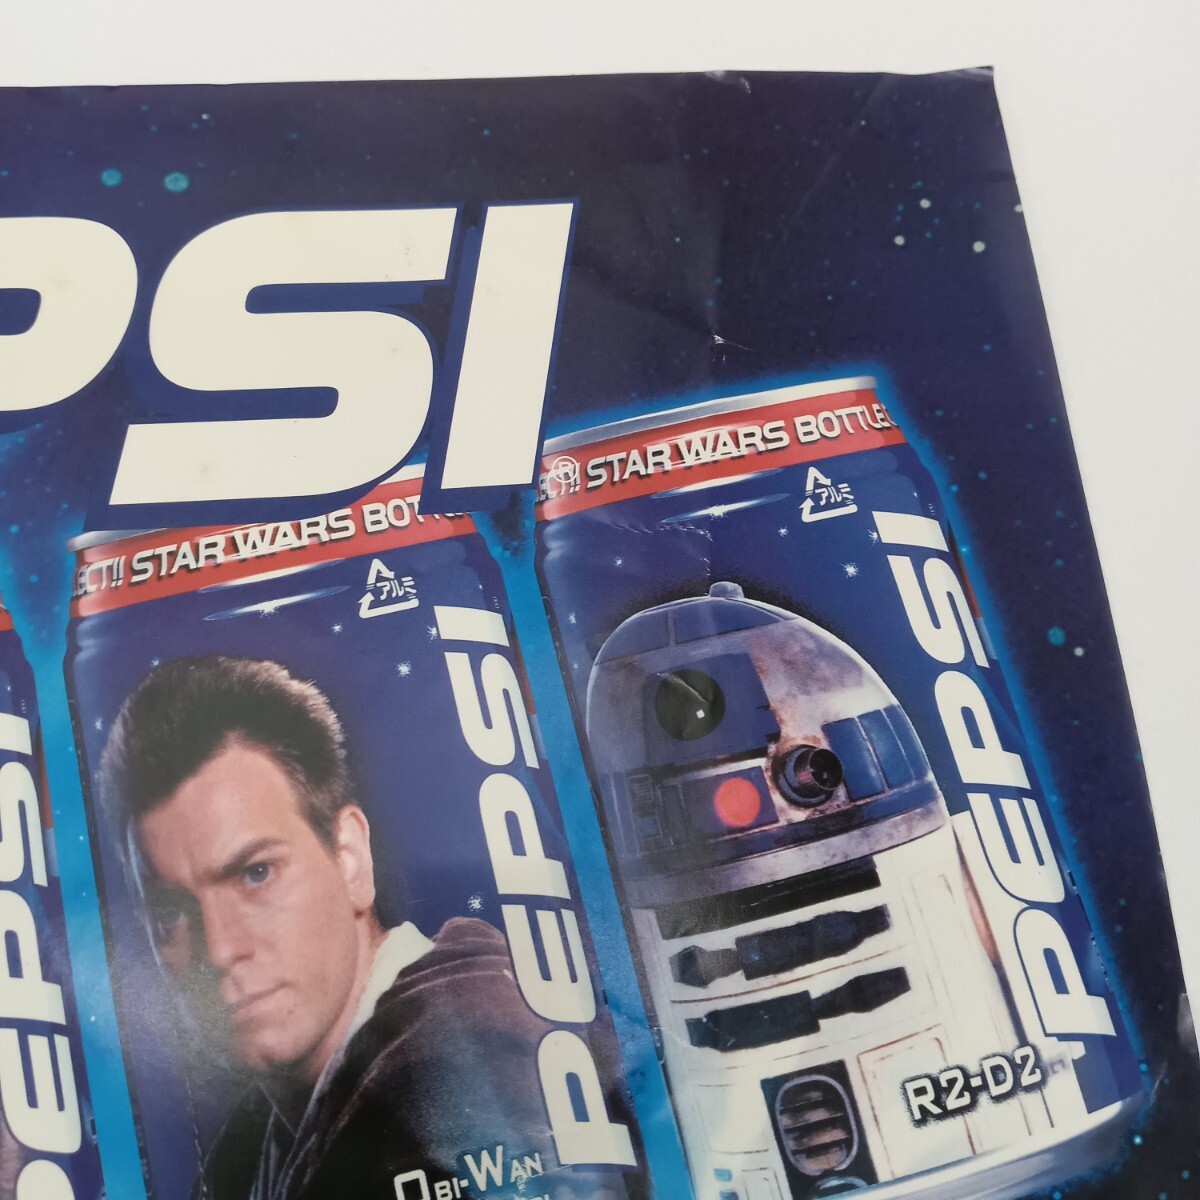 PSI
®
LECT!! STAR WARS BOTTLE
アルミ
PEPSI
R2-D2
LECT!! STAR WARS BOTT
アルミ
PEPSI
OBI-WAN
PEPSI